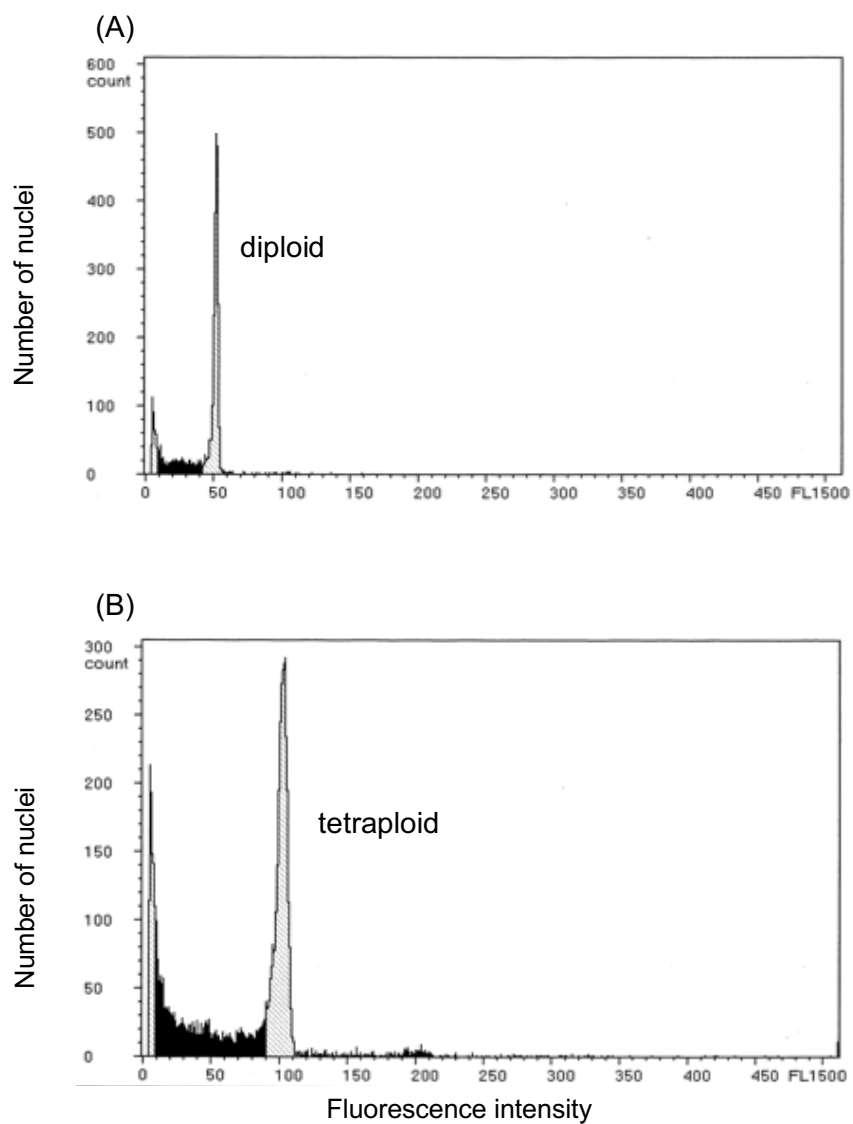 (A)
600
count
500
400
300
200
100
0
Number of nuclei
diploid
0 50 100 150 200 250 300 350 400 450 FL1500
(B)
300
count
250
200
150
100
50
0
Number of nuclei
tetraploid
0 50 100 150 200 250 300 350 400 450 FL1500
Fluorescence intensity